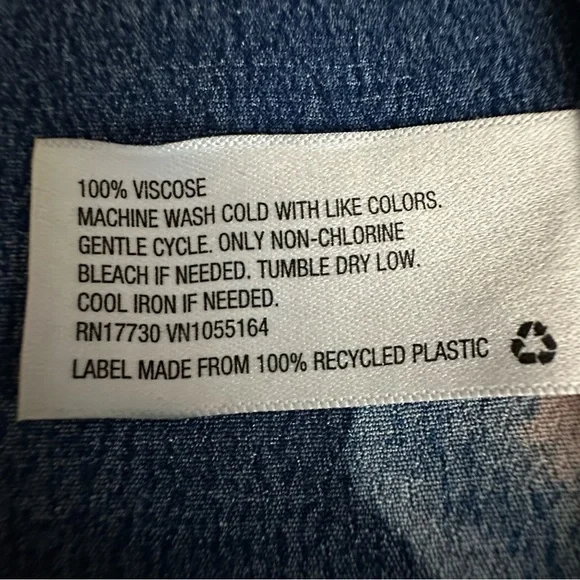 100% VISCOSE
MACHINE WASH COLD WITH LIKE COLORS.
GENTLE CYCLE. ONLY NON-CHLORINE
BLEACH IF NEEDED. TUMBLE DRY LOW.
COOL IRON IF NEEDED.
RN17730 VN1055164
LABEL MADE FROM 100% RECYCLED PLASTIC